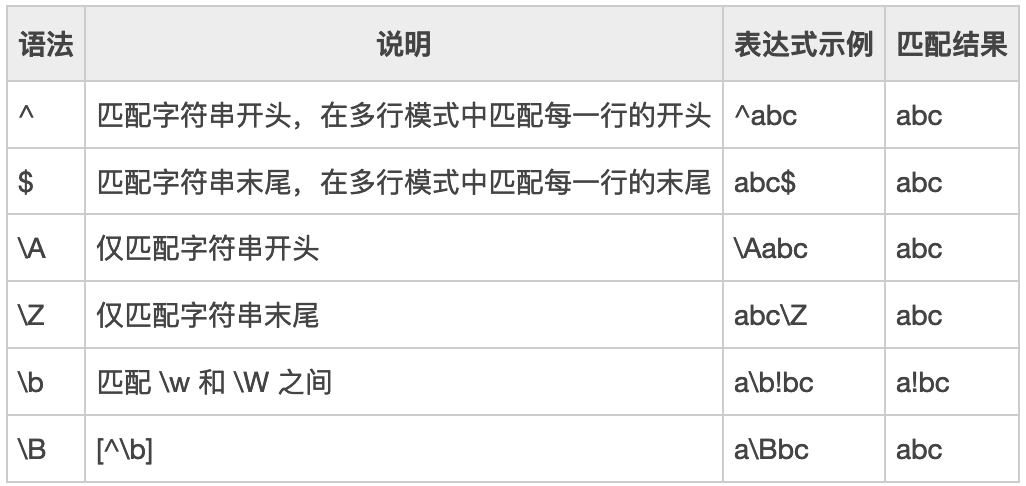 语法 说明 表达式示例 匹配结果
^ 匹配字符串开头，在多行模式中匹配每一行的开头 ^abc abc
$ 匹配字符串末尾，在多行模式中匹配每一行的末尾 abc$ abc
\A 仅匹配字符串开头 \Aabc abc
\Z 仅匹配字符串末尾 abc\Z abc
\b 匹配 \w 和 \W 之间 a\b!bc a!bc
\B [^\b] a\Bbc abc